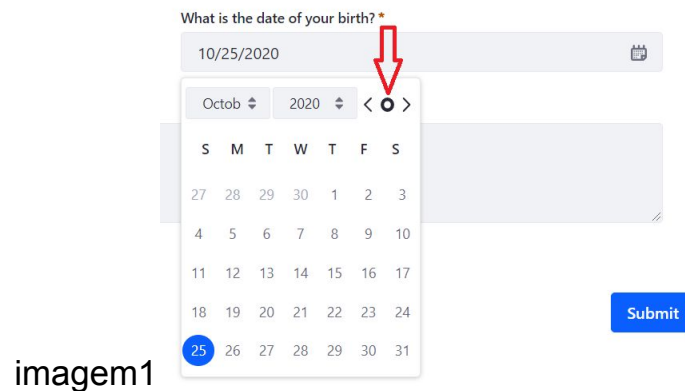 What is the date of your birth? *
10/25/2020
Octob 2020
S M T W T F S
27 28 29 30 1 2 3
4 5 6 7 8 9 10
11 12 13 14 15 16 17
18 19 20 21 22 23 24
Submit
25 26 27 28 29 30 31
imagem1